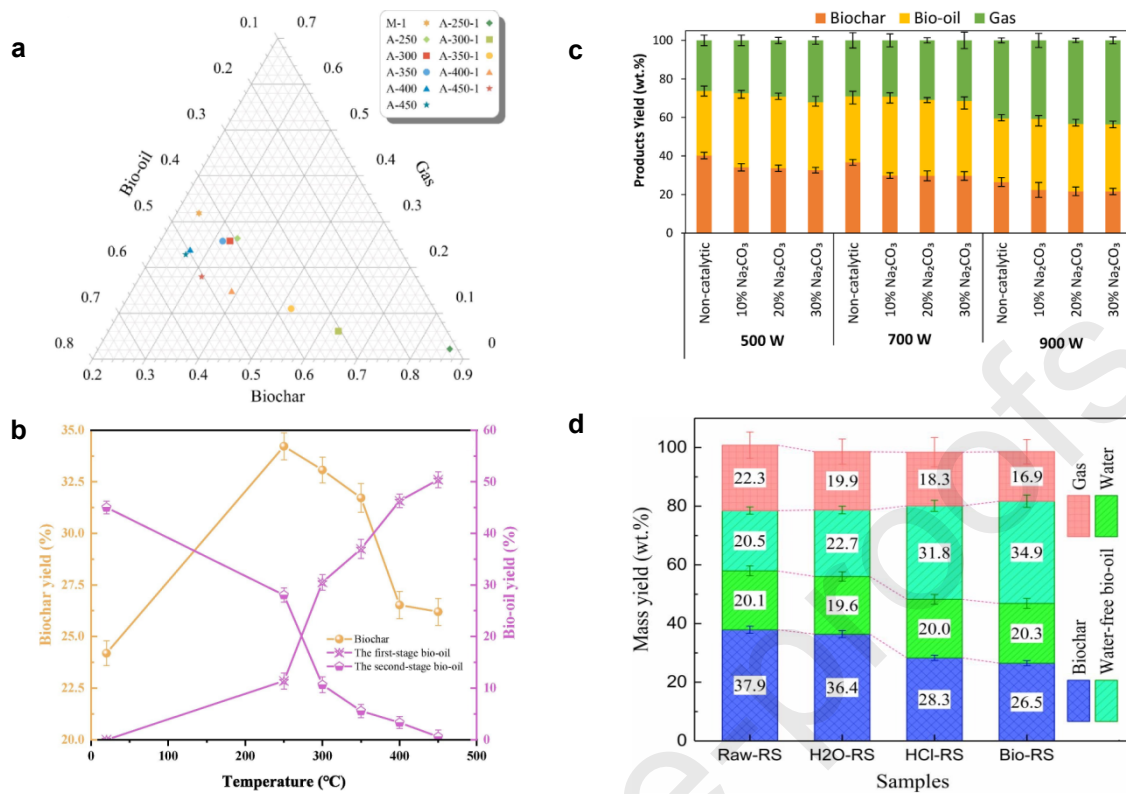 a
0.1 0.7
0.2 0.6
0.3 0.5
0.4 0.4
0.5 0.3
0.6 0.2
0.7 0.1
0.8 0
0.2 0.3 0.4 0.5 0.6 0.7 0.8 0.9
Bio-oil
Gas
Biochar
M-1 A-250-1
A-250 A-300-1
A-300 A-350-1
A-350 A-400-1
A-400 A-450-1
A-450
c
Biochar Bio-oil Gas
Products Yield (wt.%)
100
80
60
40
20
0
Non-catalytic
10% Na₂CO₃
20% Na₂CO₃
30% Na₂CO₃
Non-catalytic
10% Na₂CO₃
20% Na₂CO₃
30% Na₂CO₃
Non-catalytic
10% Na₂CO₃
20% Na₂CO₃
30% Na₂CO₃
500 W 700 W 900 W
b
Biochar yield (%)
35.0
32.5
30.0
27.5
25.0
22.5
20.0
Bio-oil yield (%)
60
50
40
30
20
10
0
Biochar
The first-stage bio-oil
The second-stage bio-oil
0 100 200 300 400 500
Temperature (°C)
d
Mass yield (wt.%)
100
80
60
40
20
0
22.3 19.9 18.3 16.9
20.5 22.7 31.8 34.9
20.1 19.6 20.0 20.3
37.9 36.4 28.3 26.5
Raw-RS H2O-RS HCl-RS Bio-RS
Samples
Gas
Water
Biochar
Water-free bio-oil
e-proofs